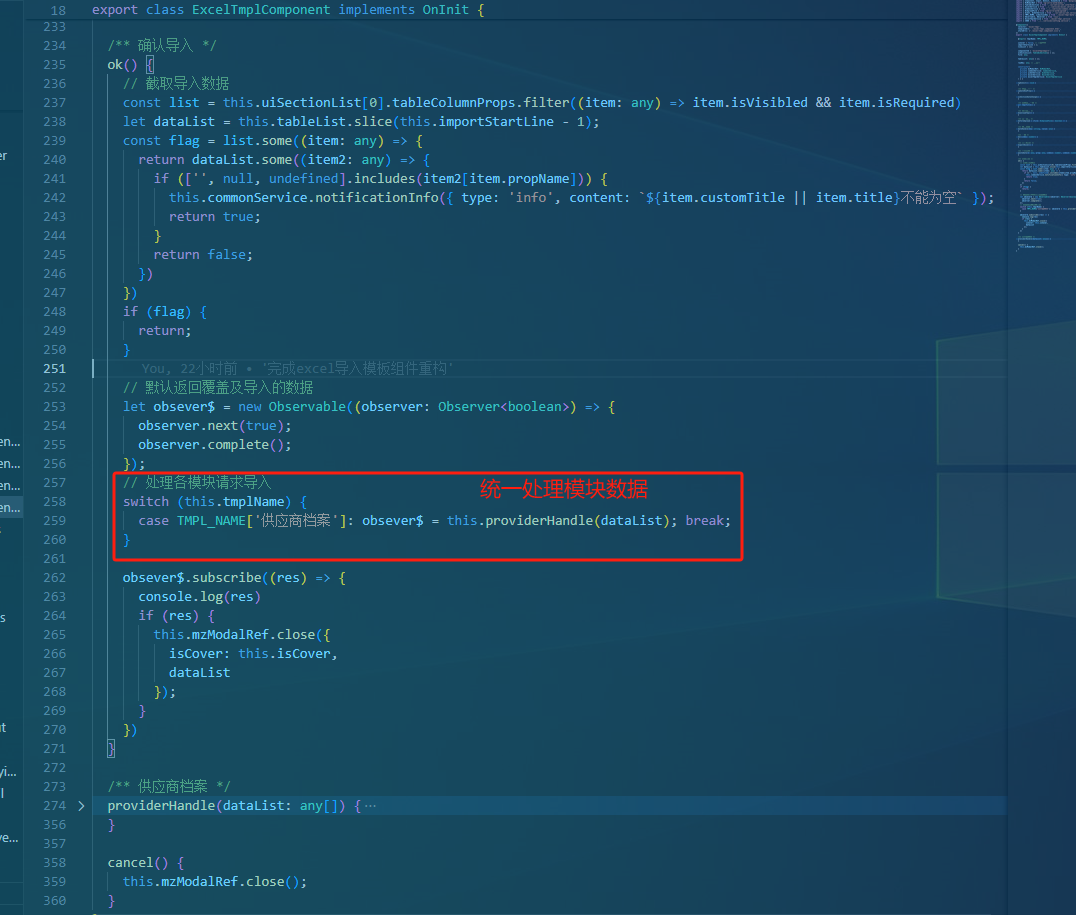 18 export class ExcelTmplComponent implements OnInit {
233
234 /** 确认导入 */
235 ok() {
236 // 截取导入数据
237 const list = this.uiSectionList[0].tableColumnProps.filter((item: any) => item.isVisibled && item.isRequired)
238 let dataList = this.tableList.slice(this.importStartLine - 1);
239 const flag = list.some((item: any) => {
240 return dataList.some((item2: any) => {
241 if (['', null, undefined].includes(item2[item.propName])) {
242 this.commonService.notificationInfo({ type: 'info', content: `${item.customTitle || item.title}不能为空` });
243 return true;
244 }
245 return false;
246 })
247 })
248 if (flag) {
249 return;
250 }
251 You, 22小时前 • '完成excel导入模板组件重构'
252 // 默认返回覆盖及导入的数据
253 let obsever$ = new Observable((observer: Observer<boolean>) => {
254 observer.next(true);
255 observer.complete();
256 });
257 // 处理各模块请求导入
统一处理模块数据
258 switch (this.tmplName) {
259 case TMPL_NAME['供应商档案']: obsever$ = this.providerHandle(dataList); break;
260 }
261
262 obsever$.subscribe((res) => {
263 console.log(res)
264 if (res) {
265 this.mzModalRef.close({
266 isCover: this.isCover,
267 dataList
268 });
269 }
270 })
271 }
272
273 /** 供应商档案 */
274 providerHandle(dataList: any[]) { ⋯
356 }
357
358 cancel() {
359 this.mzModalRef.close();
360 }